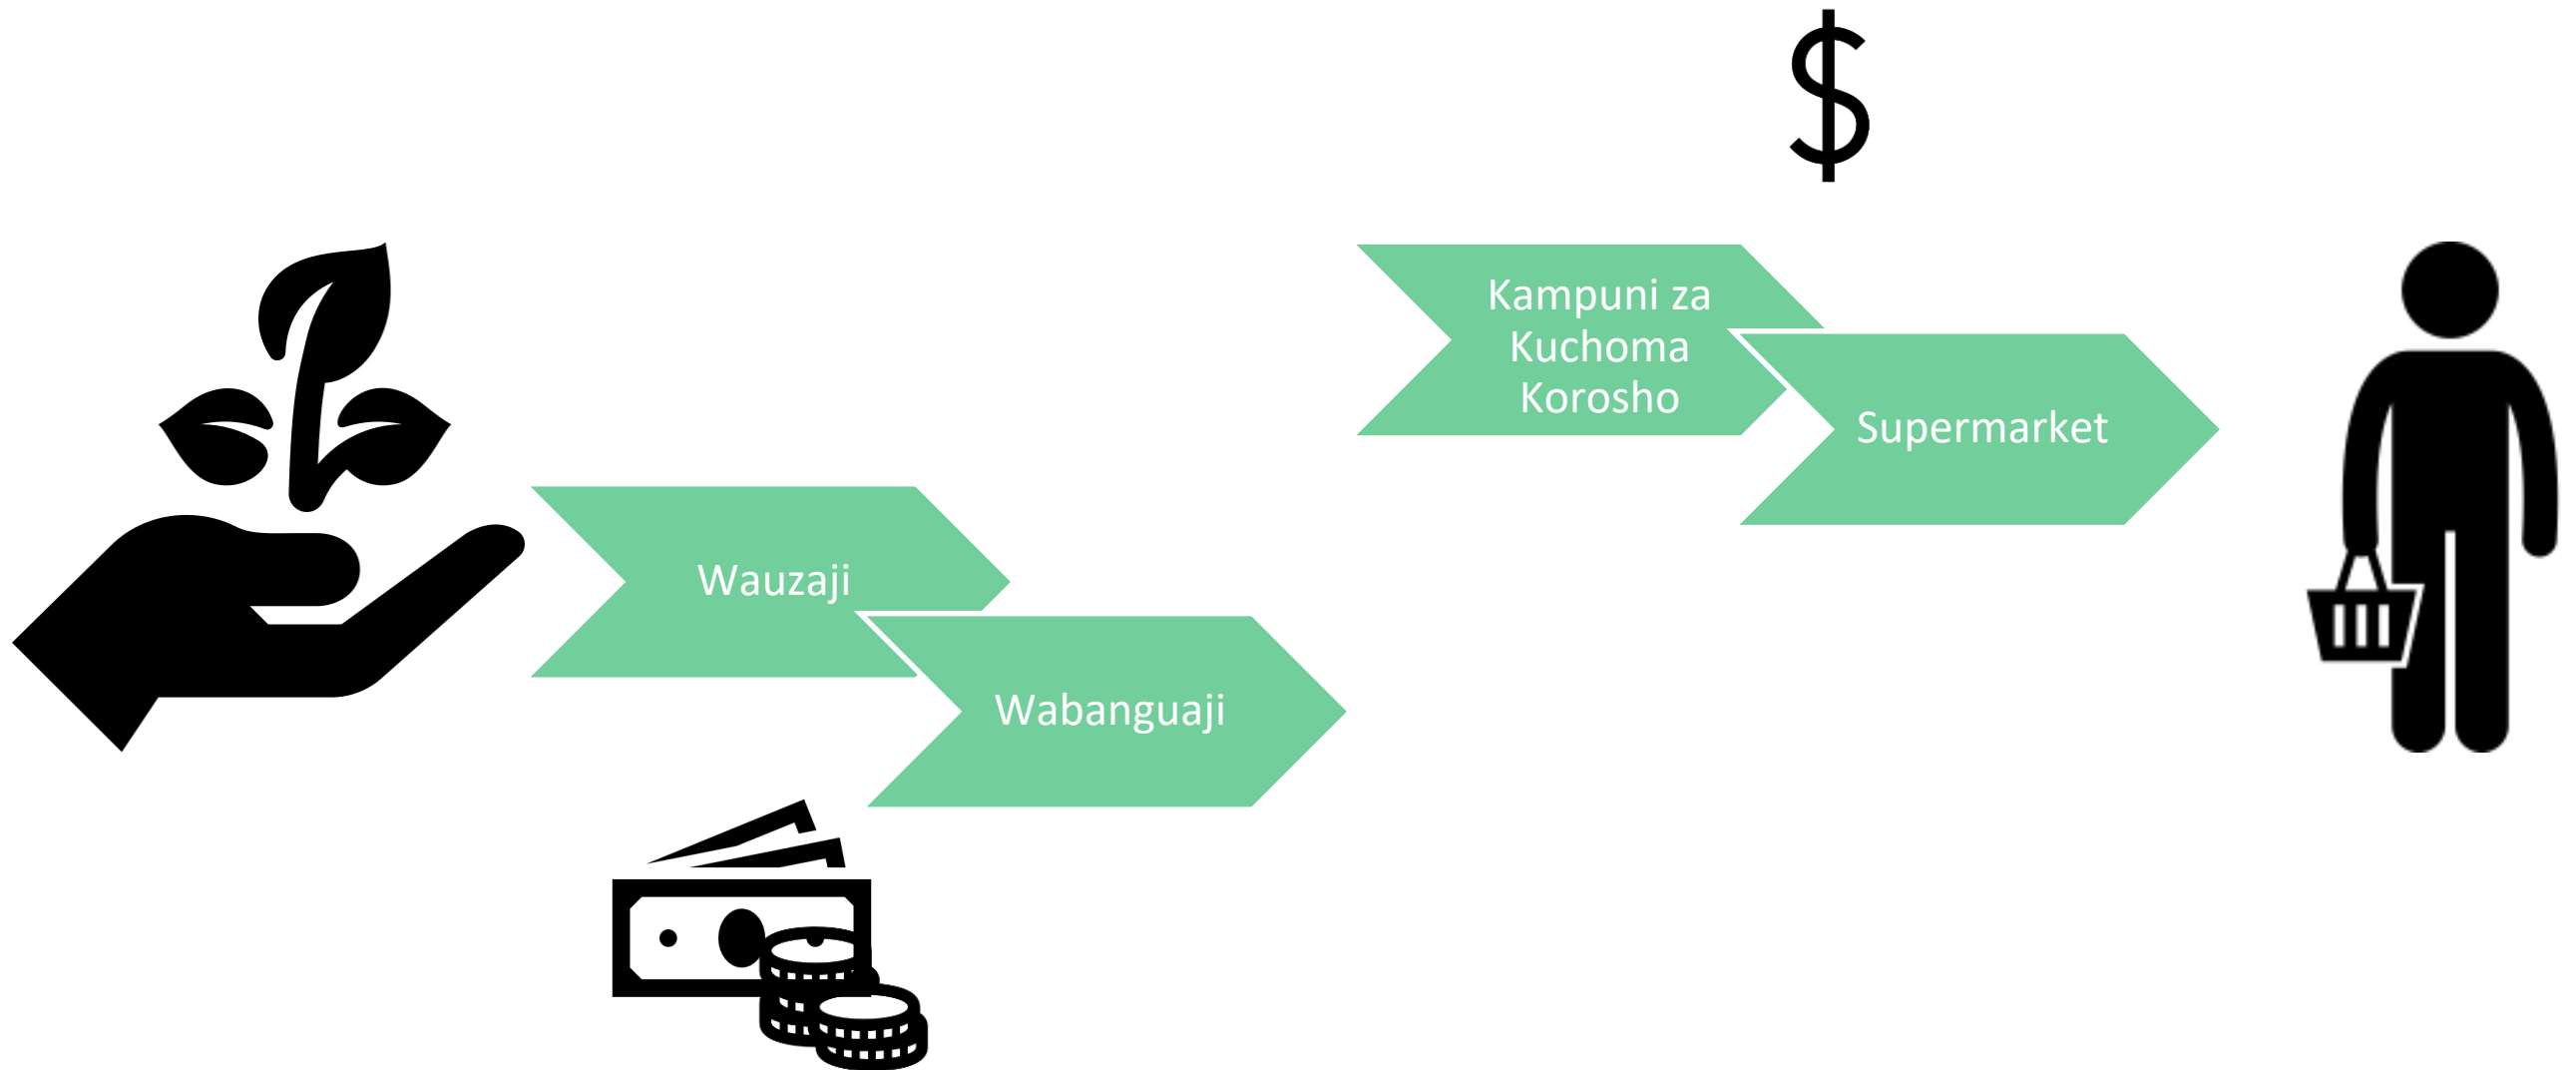 Wauzaji
Wabanguaji
Kampuni za
Kuchoma
Korosho
Supermarket